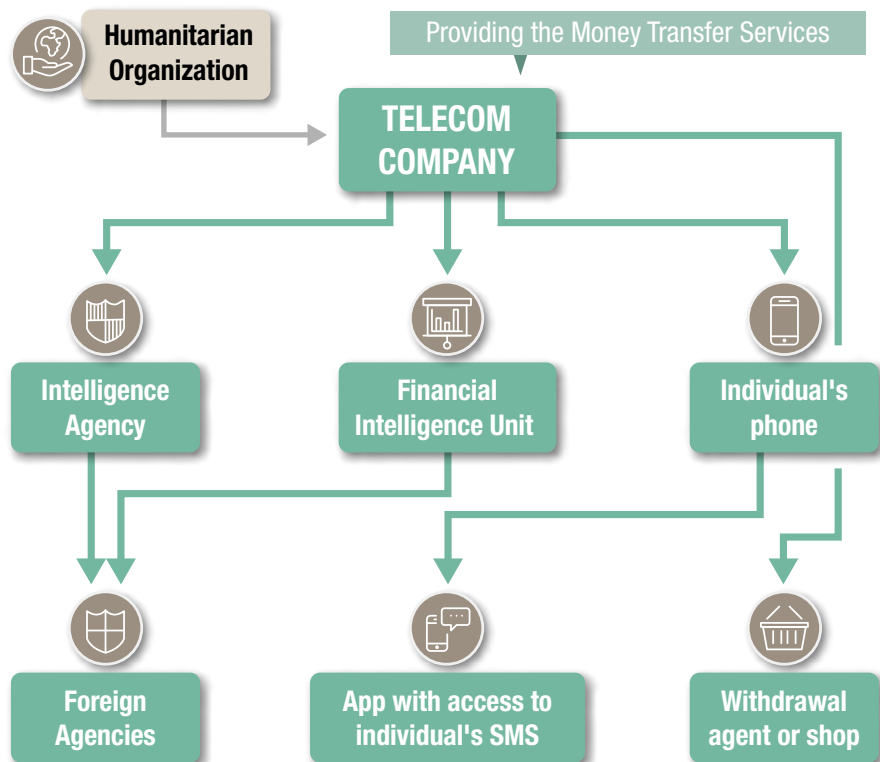 Humanitarian
Organization
Providing the Money Transfer Services
TELECOM
COMPANY
Intelligence
Agency
Financial
Intelligence Unit
Individual's
phone
Foreign
Agencies
App with access to
individual's SMS
Withdrawal
agent or shop